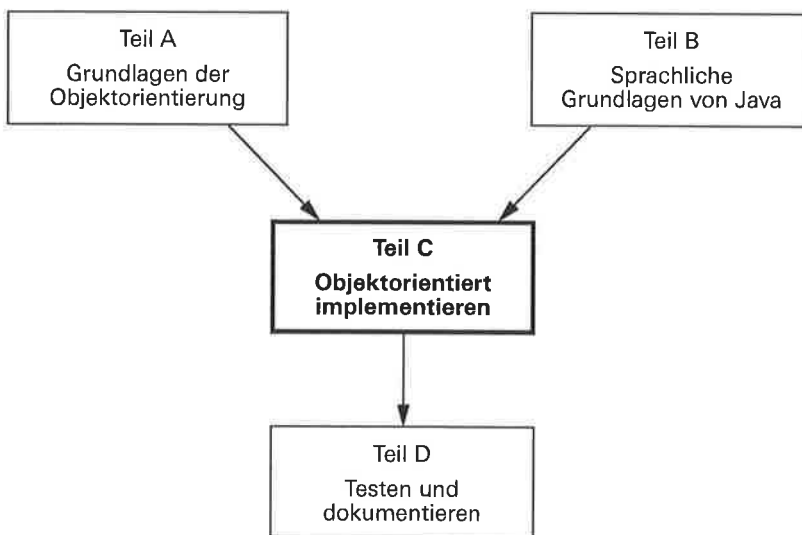 Teil A
Grundlagen der
Objektorientierung
Teil B
Sprachliche
Grundlagen von Java
Teil C
Objektorientiert
implementieren
Teil D
Testen und
dokumentieren